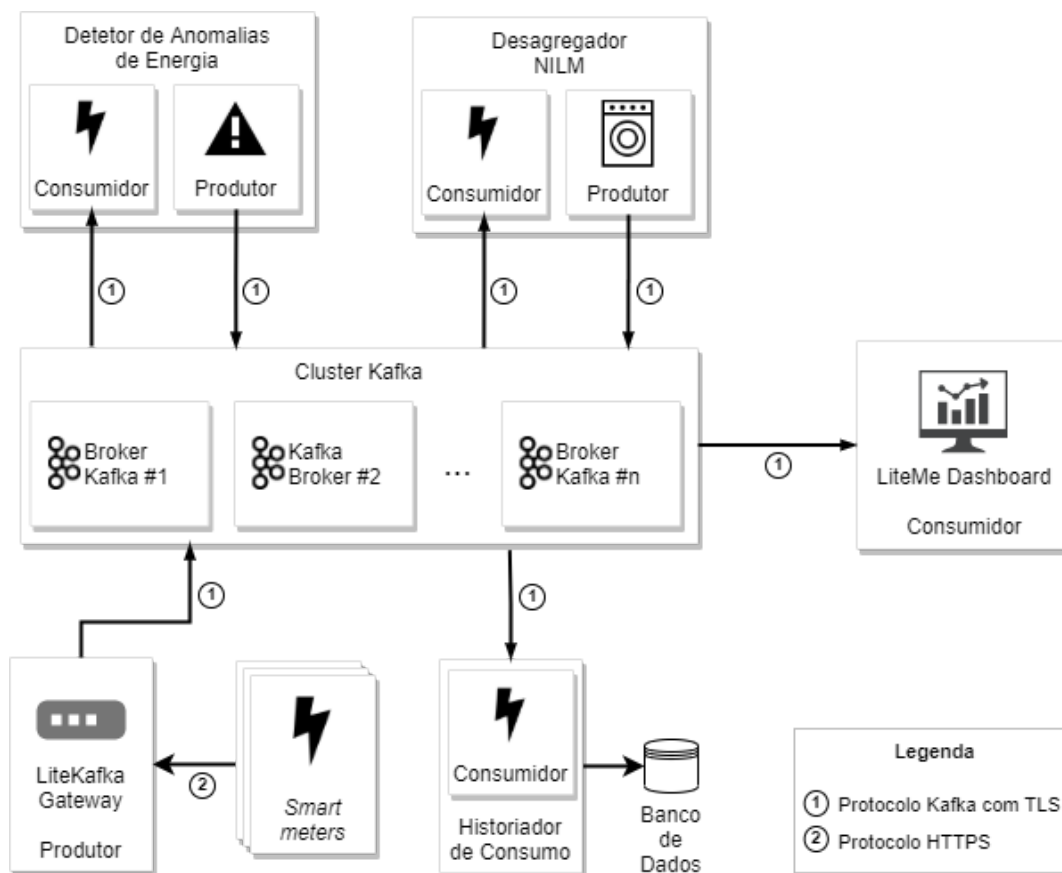 Detetor de Anomalias
de Energia
Consumidor
Produtor
Desagregador
NILM
Consumidor
Produtor
1
1
1
1
Cluster Kafka
Broker
Kafka #1
Kafka
Broker #2
...
Broker
Kafka #n
1
LiteMe Dashboard
Consumidor
1
1
LiteKafka
Gateway
Produtor
2
Smart
meters
Consumidor
Historiador
de Consumo
Banco
de
Dados
Legenda
1 Protocolo Kafka com TLS
2 Protocolo HTTPS